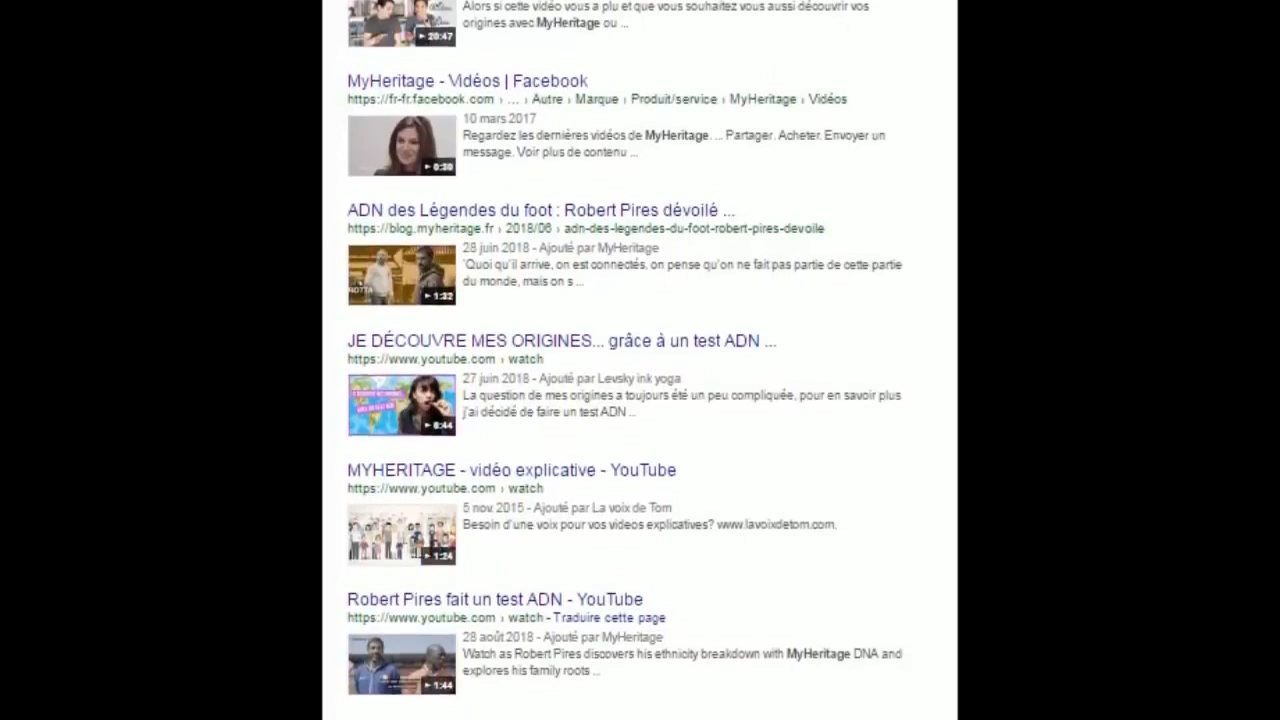 Alors si cette vidéo vous a plu et que vous souhaitez vous aussi découvrir vos
origines avec MyHeritage ou ...
20:47
MyHeritage - Vidéos | Facebook
https://fr-fr.facebook.com › ... › Autre › Marque › Produit/service › MyHeritage › Vidéos
10 mars 2017
Regardez les dernières vidéos de MyHeritage. ... Partager. Acheter. Envoyer un
message. Voir plus de contenu ...
0:30
ADN des Légendes du foot : Robert Pires dévoilé ...
https://blog.myheritage.fr › 2018/06 › adn-des-legendes-du-foot-robert-pires-devoile
28 juin 2018 - Ajouté par MyHeritage
'Quoi qu'il arrive, on est connectés, on pense qu'on ne fait pas partie de cette partie
du monde, mais on s ...
1:32
JE DÉCOUVRE MES ORIGINES... grâce à un test ADN ...
https://www.youtube.com › watch
27 juin 2018 - Ajouté par Levsky ink yoga
La question de mes origines a toujours été un peu compliquée, pour en savoir plus
j'ai décidé de faire un test ADN ...
8:44
MYHERITAGE - vidéo explicative - YouTube
https://www.youtube.com › watch
5 nov. 2015 - Ajouté par La voix de Tom
Besoin d'une voix pour vos videos explicatives? www.lavoixdetom.com.
1:24
Robert Pires fait un test ADN - YouTube
https://www.youtube.com › watch - Traduire cette page
28 août 2018 - Ajouté par MyHeritage
Watch as Robert Pires discovers his ethnicity breakdown with MyHeritage DNA and
explores his family roots ...
1:44